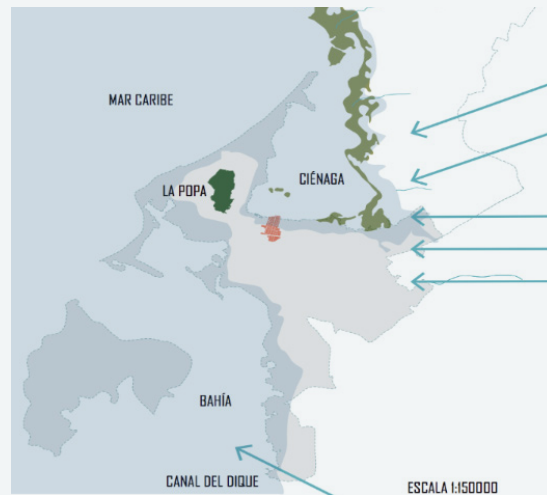 MAR CARIBE
LA POPA
CIÉNAGA
BAHÍA
CANAL DEL DIQUE
ESCALA 1:150000